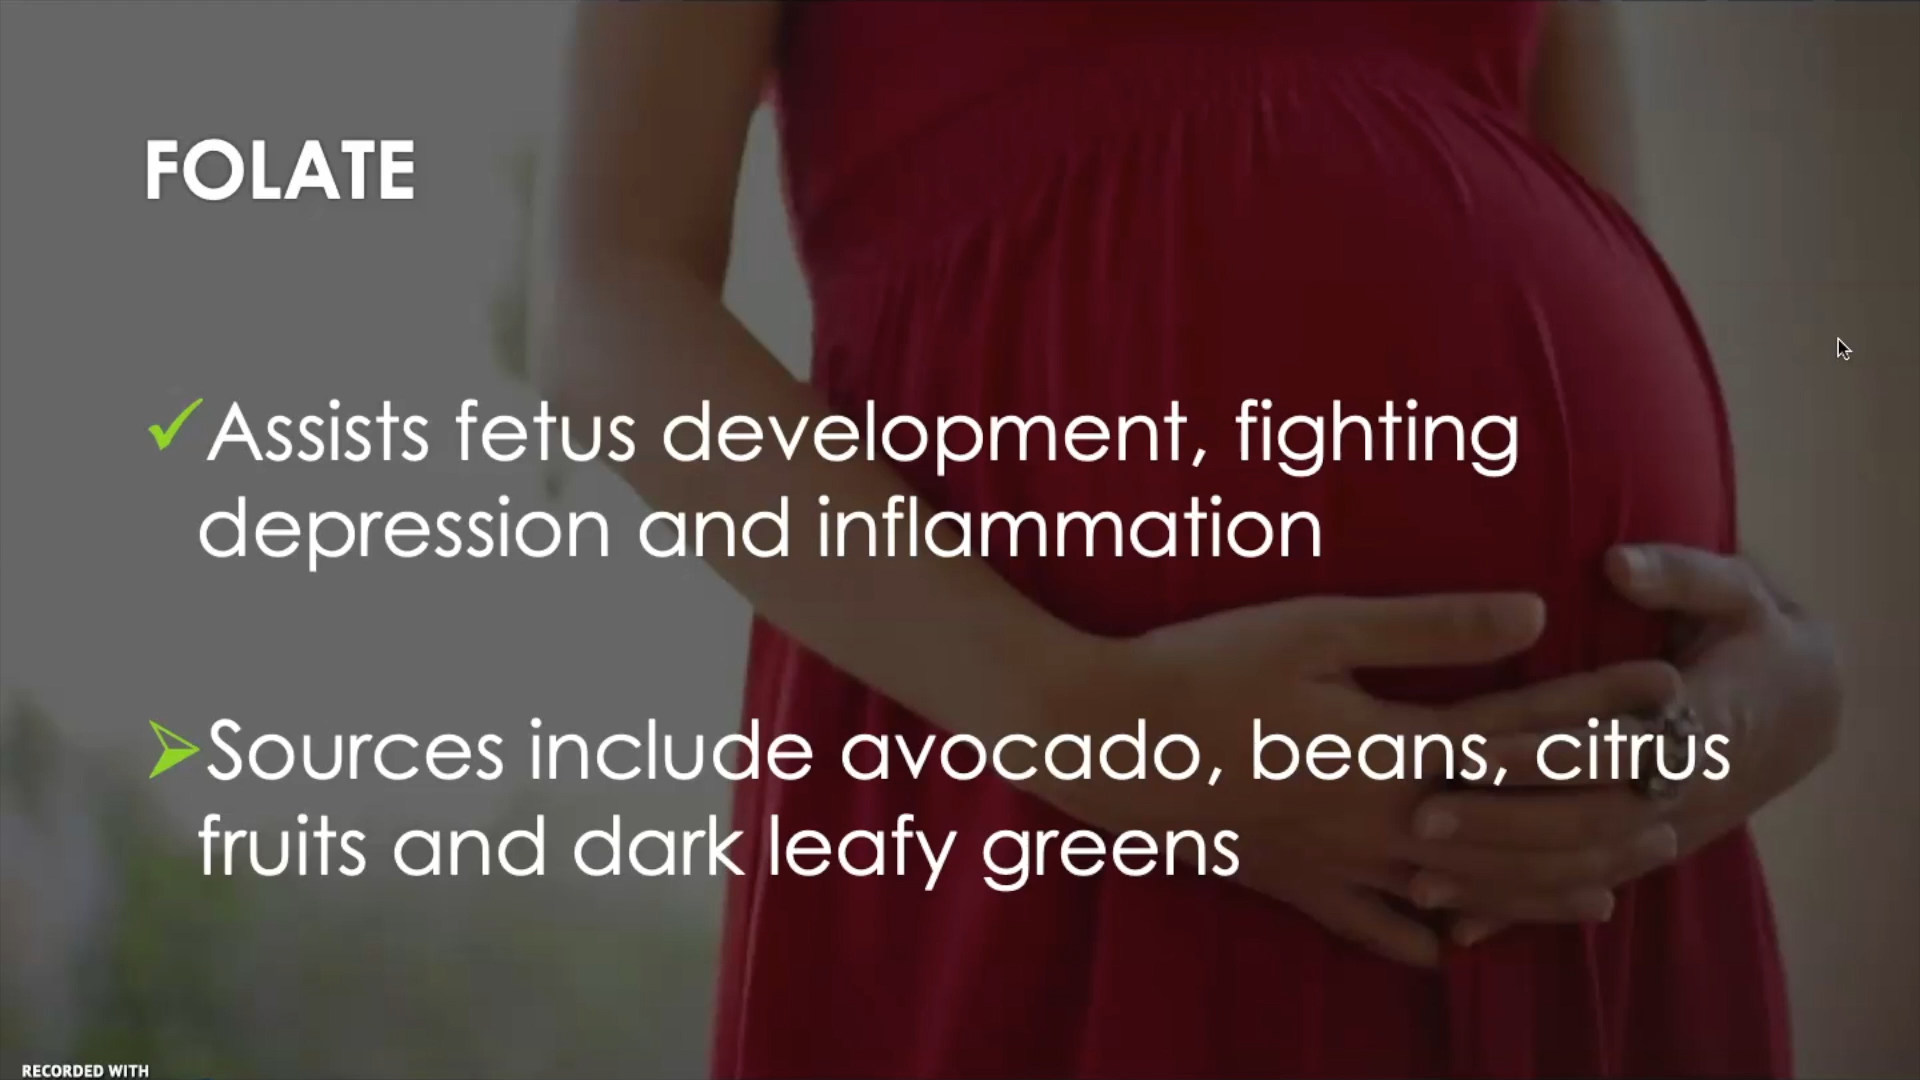 FOLATE
Assists fetus development, fighting
depression and inflammation
Sources include avocado, beans, citrus
fruits and dark leafy greens
RECORDED WITH